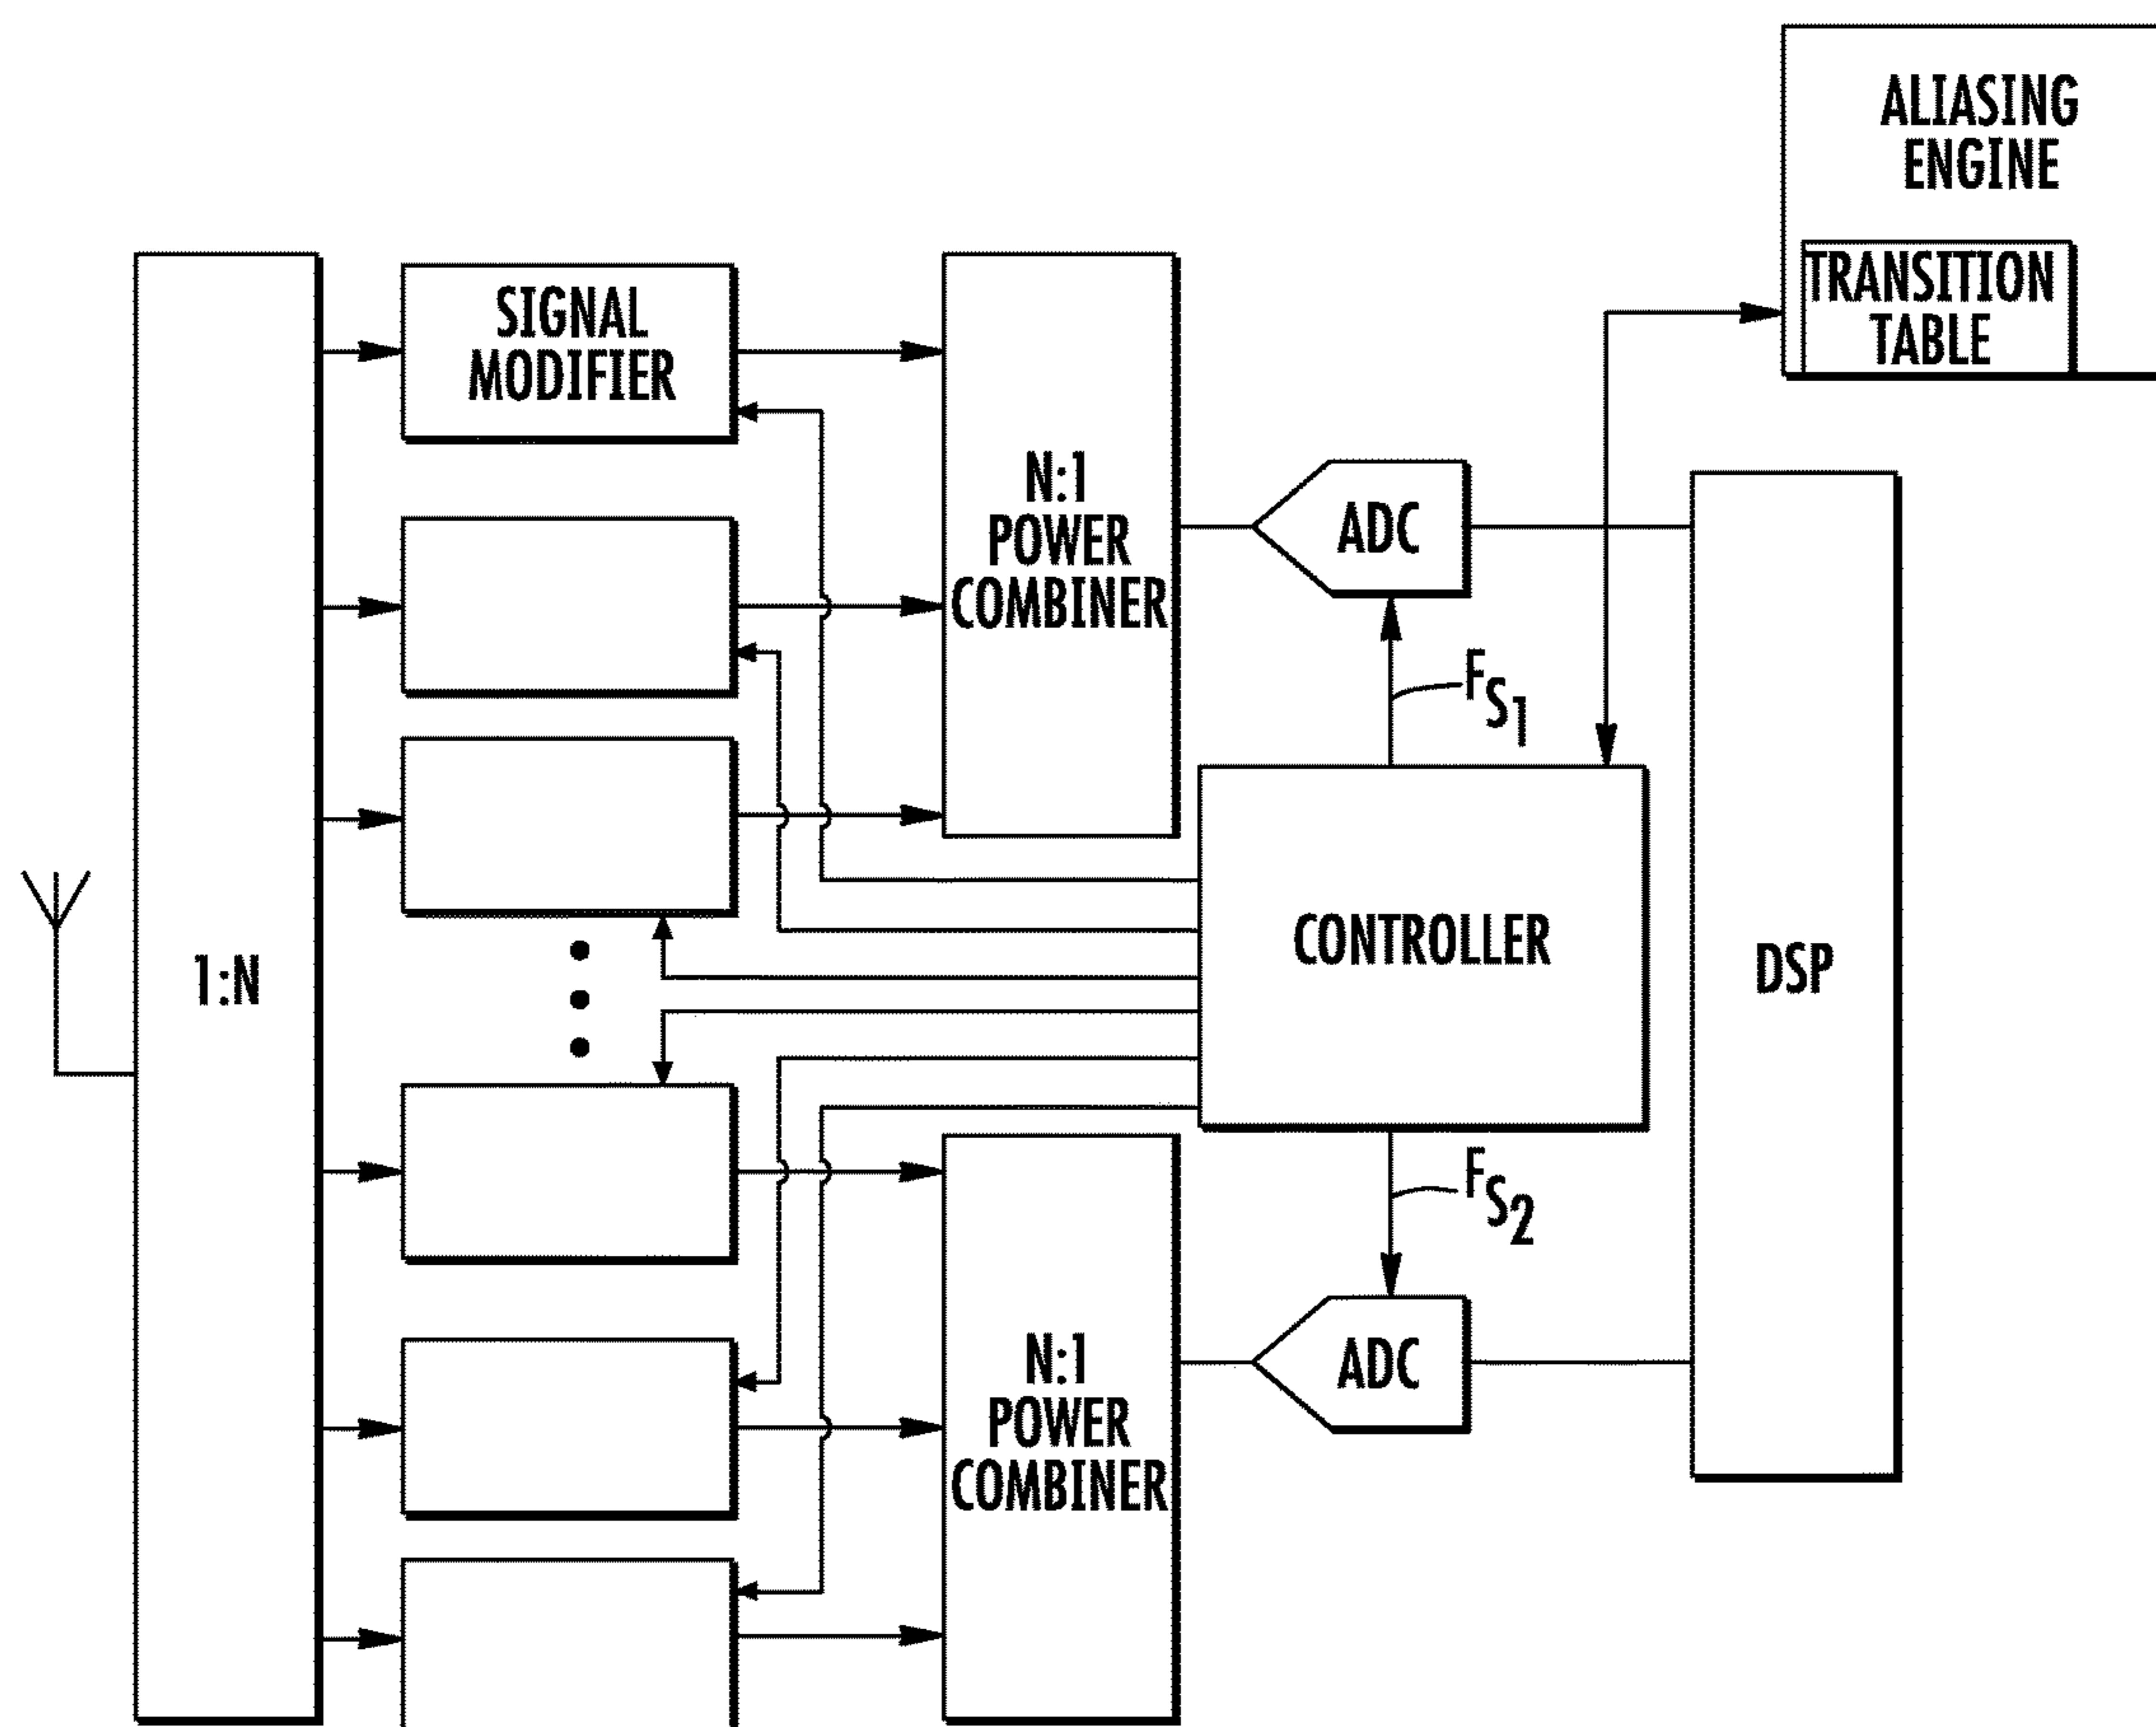 ALIASING
ENGINE
TRANSITION
TABLE
SIGNAL
MODIFIER
N:1
POWER
COMBINER
ADC
FS1
1:N
CONTROLLER
DSP
FS2
N:1
POWER
COMBINER
ADC